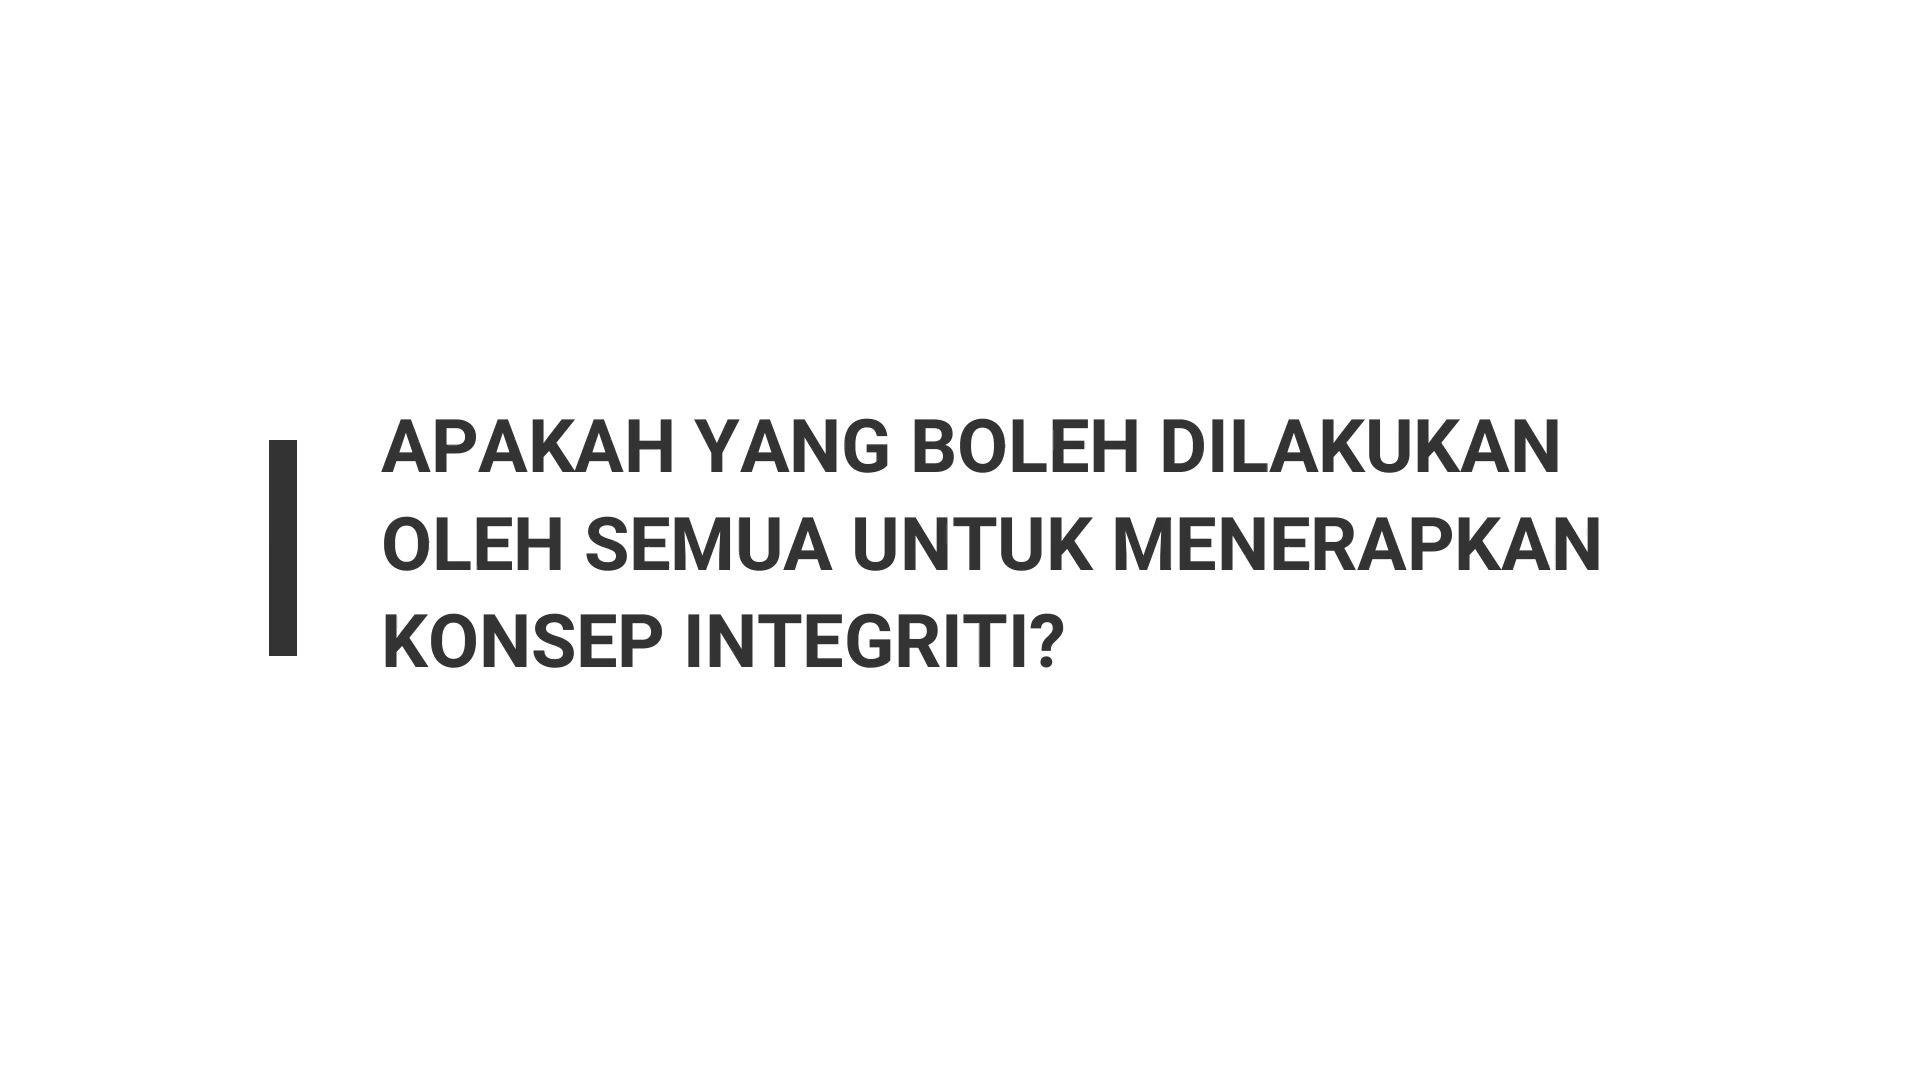 APAKAH YANG BOLEH DILAKUKAN
OLEH SEMUA UNTUK MENERAPKAN
KONSEP INTEGRITI?